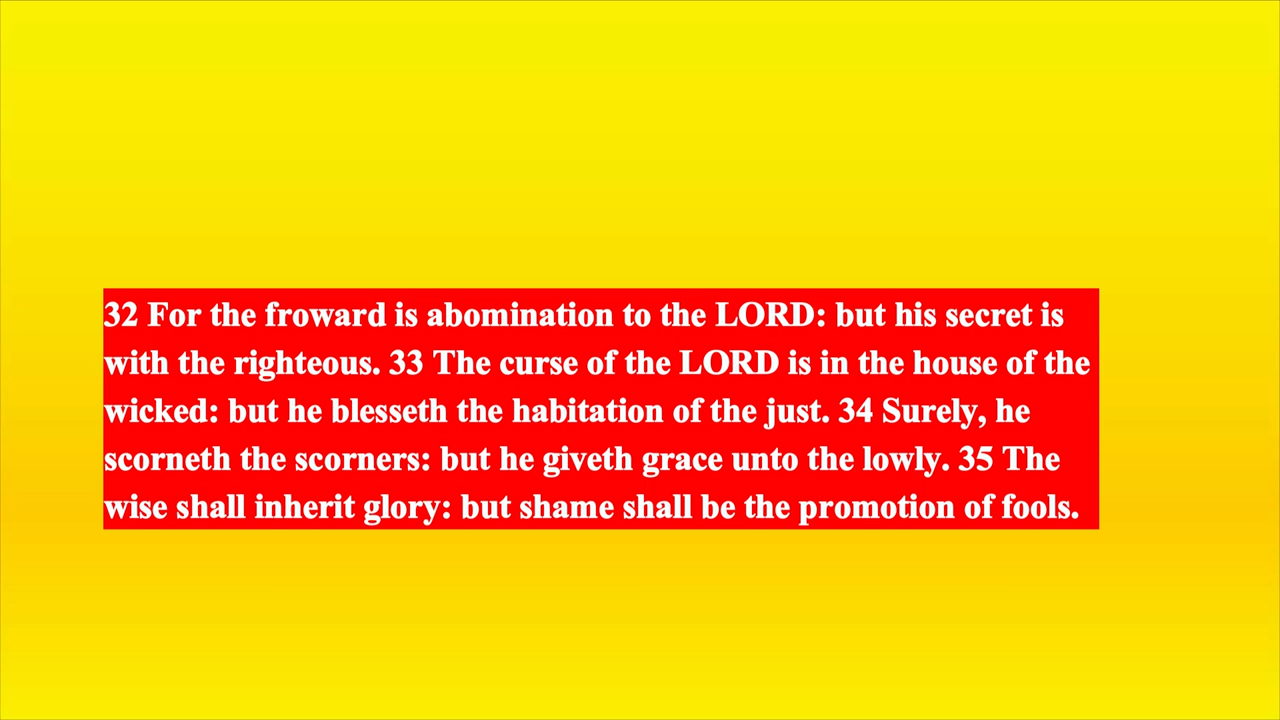 32 For the froward is abomination to the LORD: but his secret is
with the righteous. 33 The curse of the LORD is in the house of the
wicked: but he blesseth the habitation of the just. 34 Surely, he
scorneth the scorners: but he giveth grace unto the lowly. 35 The
wise shall inherit glory: but shame shall be the promotion of fools.